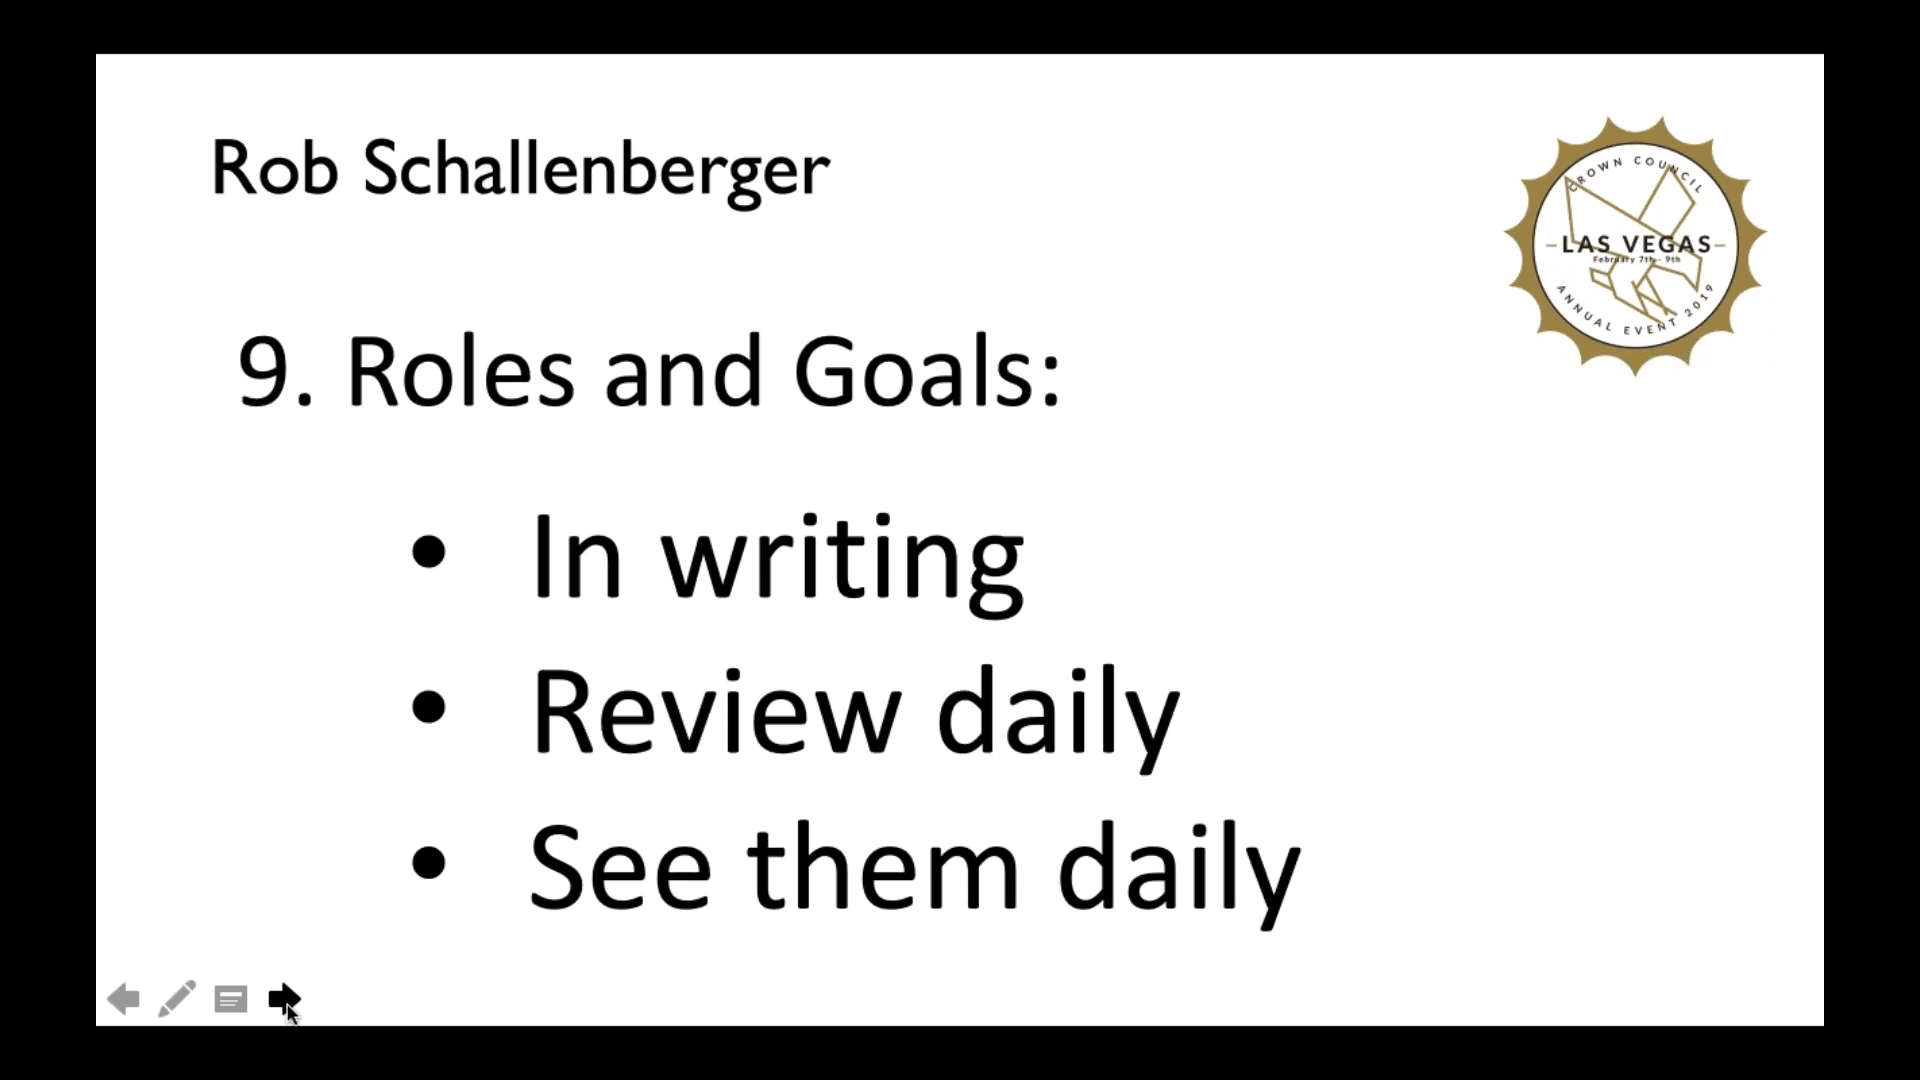 Rob Schallenberger
CROWN COUNCIL
LAS VEGAS
February 7th - 9th
ANNUAL EVENT 2019
9. Roles and Goals:
• In writing
• Review daily
• See them daily